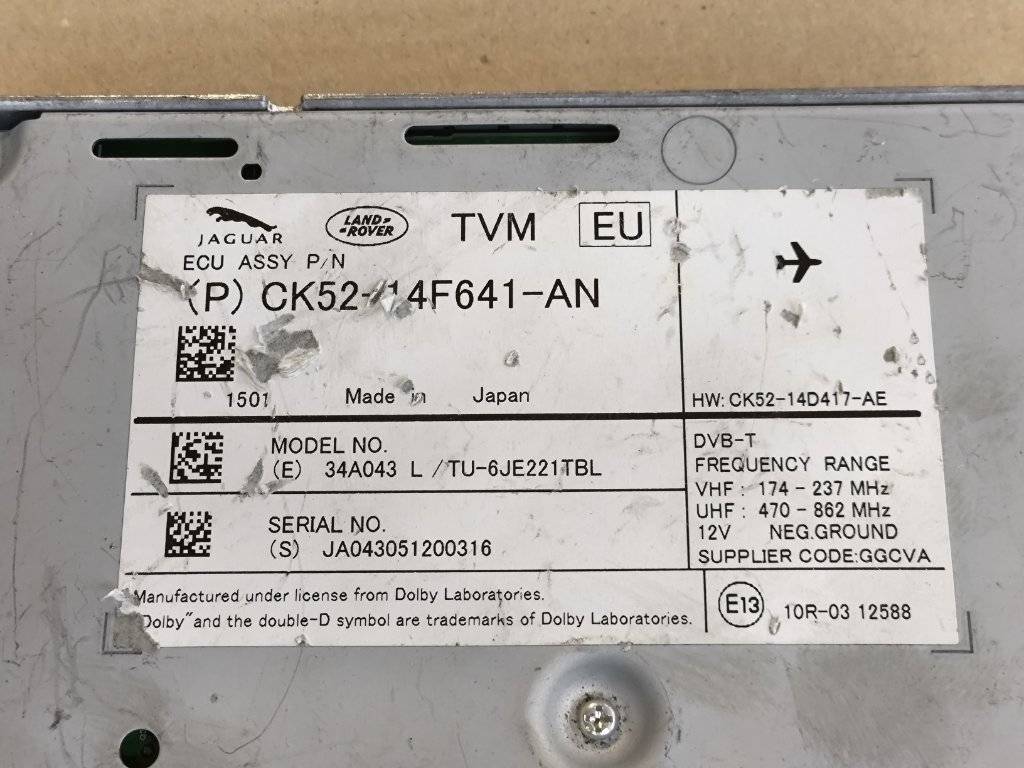 JAGUAR
LAND-
-ROVER
TVM EU
ECU ASSY P/N
(P) CK52-14F641-AN
1501 Made in Japan
HW: CK52-14D417-AE
MODEL NO.
(E) 34A043 L /TU-6JE221TBL
SERIAL NO.
(S) JA043051200316
DVB-T
FREQUENCY RANGE
VHF: 174 - 237 MHz
UHF: 470 - 862 MHz
12V NEG.GROUND
SUPPLIER CODE:GGCVA
Manufactured under license from Dolby Laboratories.
"Dolby" and the double-D symbol are trademarks of Dolby Laboratories.
E13 10R-03 12588